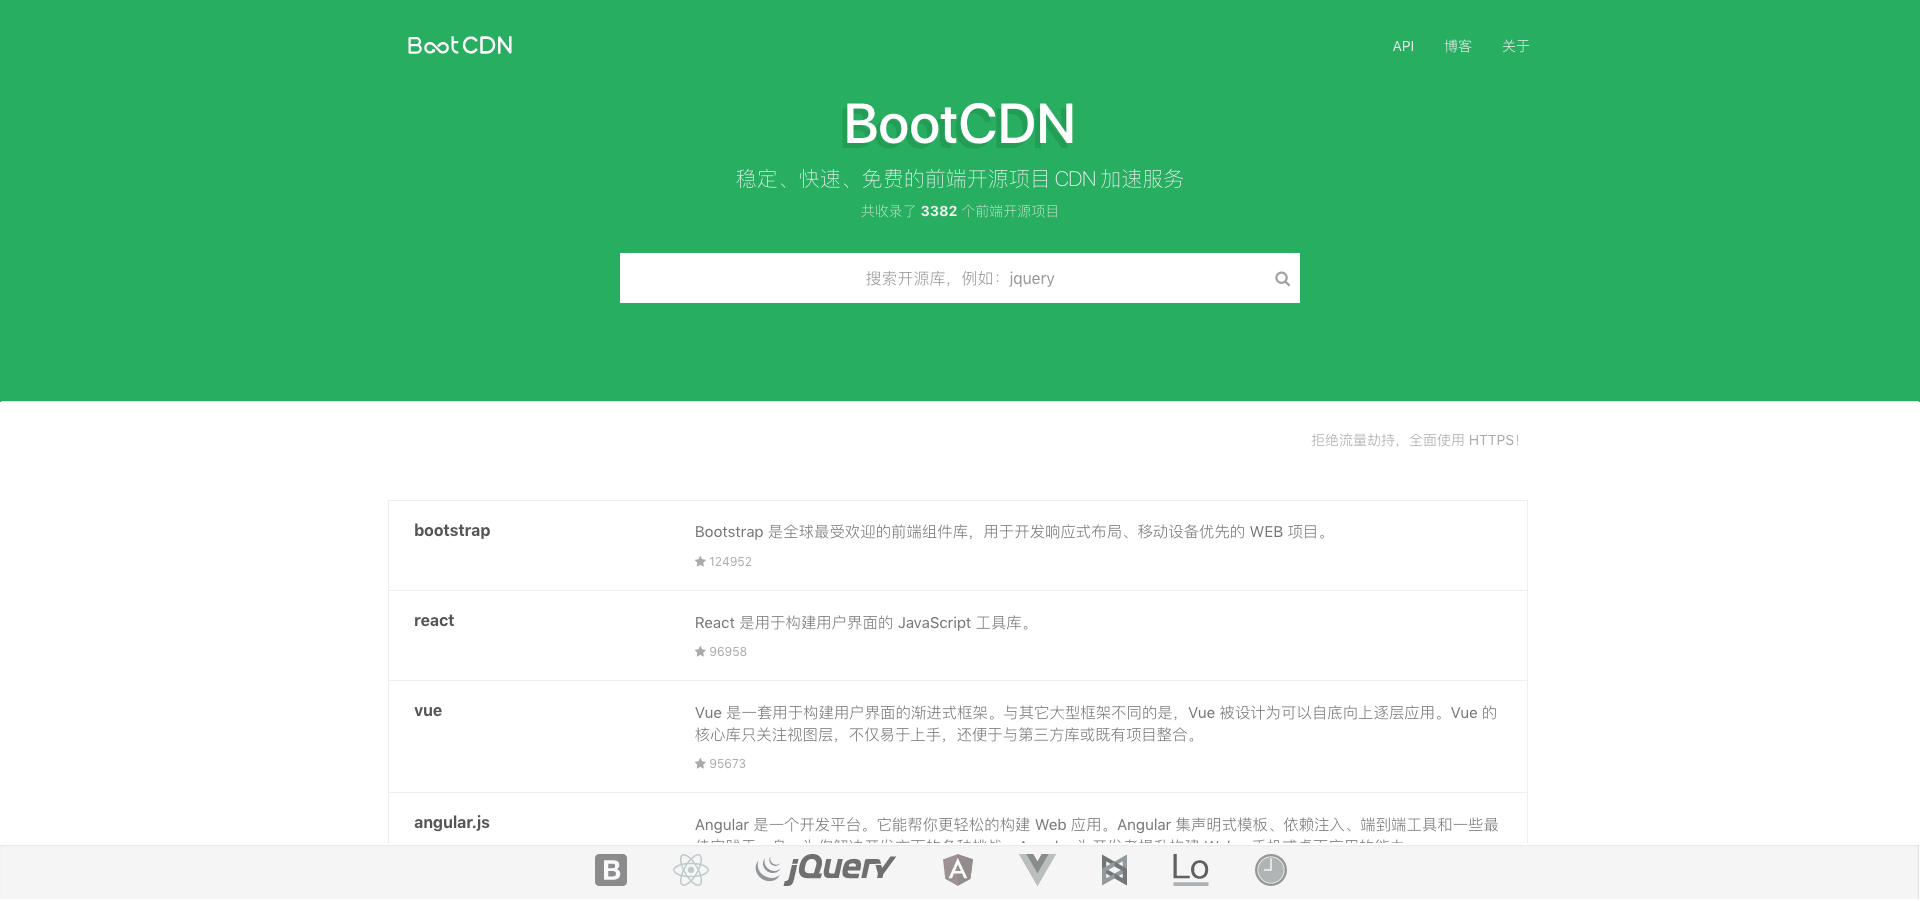 BootCDN
API 博客 关于
BootCDN
稳定、快速、免费的前端开源项目 CDN 加速服务
共收录了 3382 个前端开源项目
搜索开源库，例如：jquery
拒绝流量劫持，全面使用 HTTPS！
bootstrap
Bootstrap 是全球最受欢迎的前端组件库，用于开发响应式布局、移动设备优先的 WEB 项目。
124952
react
React 是用于构建用户界面的 JavaScript 工具库。
96958
vue
Vue 是一套用于构建用户界面的渐进式框架。与其它大型框架不同的是，Vue 被设计为可以自底向上逐层应用。Vue 的
核心库只关注视图层，不仅易于上手，还便于与第三方库或既有项目整合。
95673
angular.js
Angular 是一个开发平台。它能帮你更轻松的构建 Web 应用。Angular 集声明式模板、依赖注入、端到端工具和一些最
B jQuery A Lo